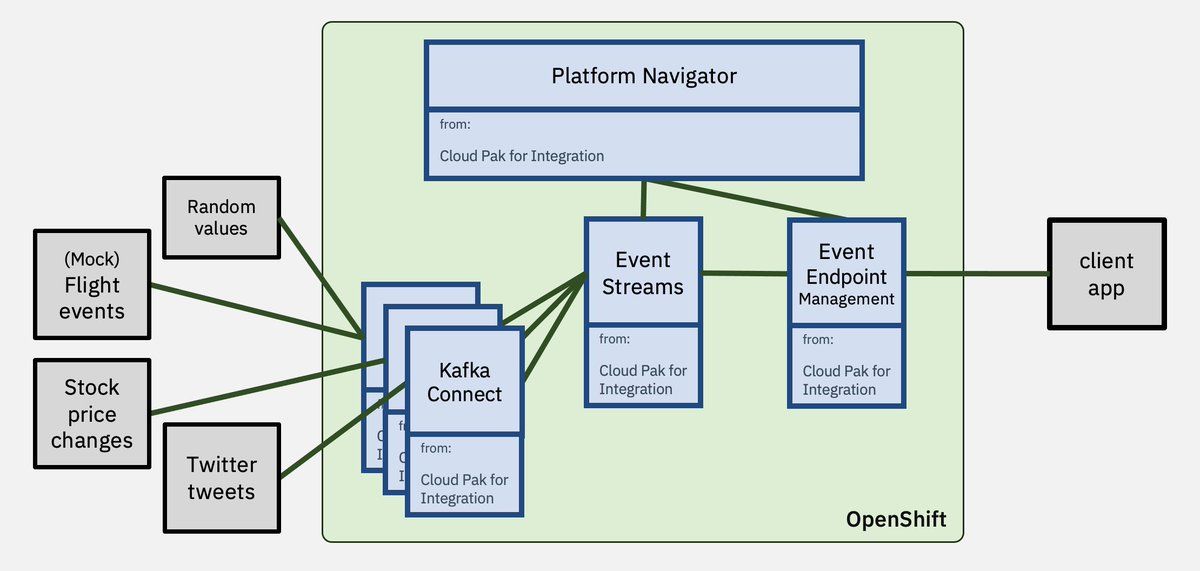 Platform Navigator
from:
Cloud Pak for Integration
Random
values
(Mock)
Flight
events
Stock
price
changes
Twitter
tweets
Kafka
Connect
from:
Cloud Pak for
Integration
Event
Streams
from:
Cloud Pak for
Integration
Event
Endpoint
Management
from:
Cloud Pak for
Integration
client
app
OpenShift